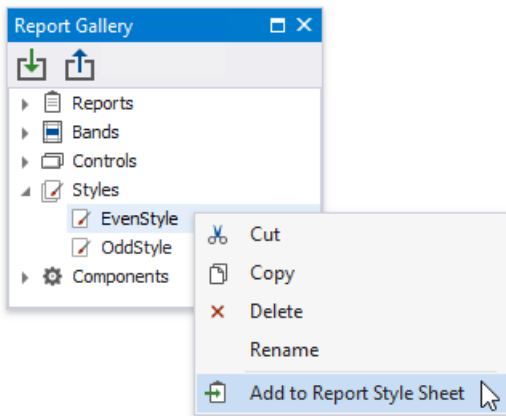 Report Gallery
Reports
Bands
Controls
Styles
EvenStyle
OddStyle
Components
Cut
Copy
Delete
Rename
Add to Report Style Sheet